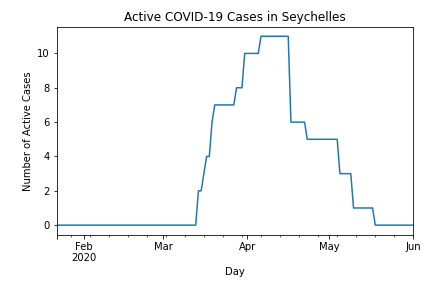 Active COVID-19 Cases in Seychelles
Number of Active Cases
10
8
6
4
2
0
Feb
2020
Mar
Apr
May
Jun
Day